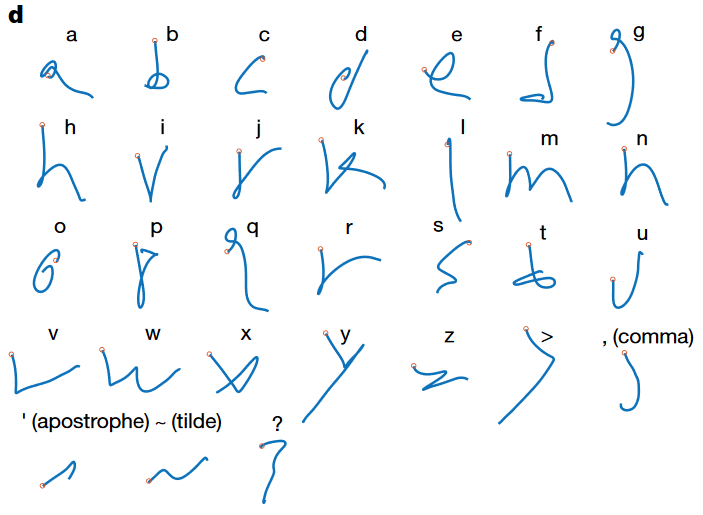 d
a b c d e f g
h i j k l m n
o p q r s t u
v w x y z > , (comma)
' (apostrophe) ~ (tilde) ?